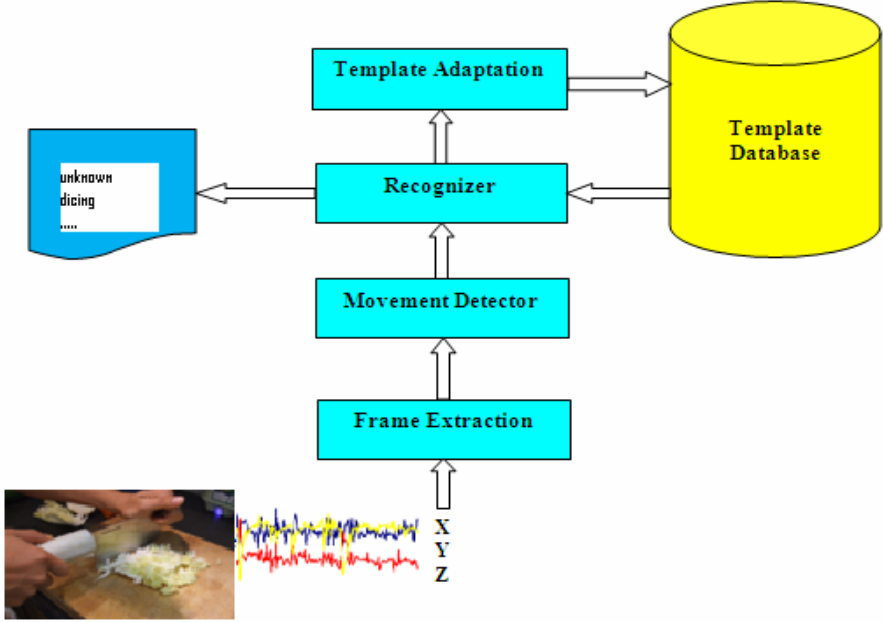 Template Adaptation
Template
Database
unknown
dicing
.....
Recognizer
Movement Detector
Frame Extraction
X
Y
Z